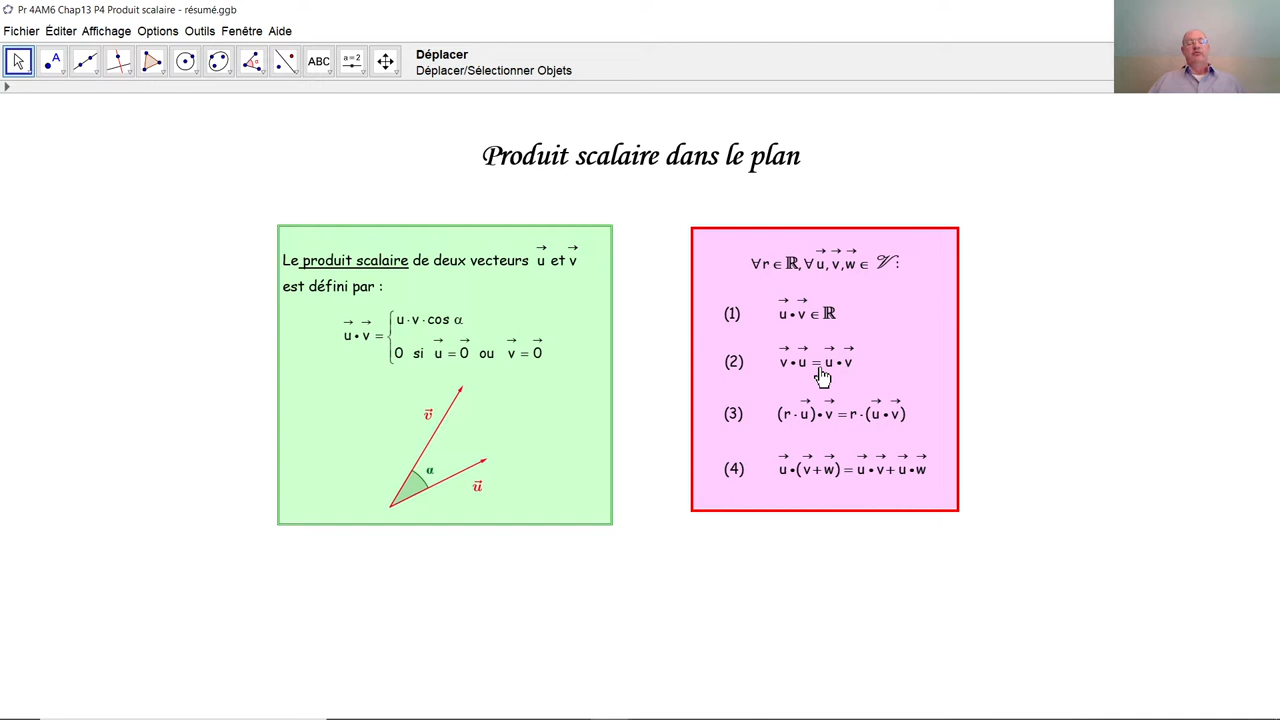 Pr 4AM6 Chap13 P4 Produit scalaire - résumé.ggb
Fichier Éditer Affichage Options Outils Fenêtre Aide
A
ABC
a=2
Déplacer
Déplacer/Sélectionner Objets
Produit scalaire dans le plan
Le produit scalaire de deux vecteurs u⃗ et v⃗
est défini par :
u⃗ • v⃗ = { u · v · cos α
0 si u⃗ = 0⃗ ou v⃗ = 0⃗
v⃗
α
u⃗
∀ r ∈ ℝ, ∀ u⃗, v⃗, w⃗ ∈ 𝒱 :
(1) u⃗ • v⃗ ∈ ℝ
(2) v⃗ • u⃗ = u⃗ • v⃗
(3) (r · u⃗) • v⃗ = r · (u⃗ • v⃗)
(4) u⃗ • (v⃗ + w⃗) = u⃗ • v⃗ + u⃗ • w⃗